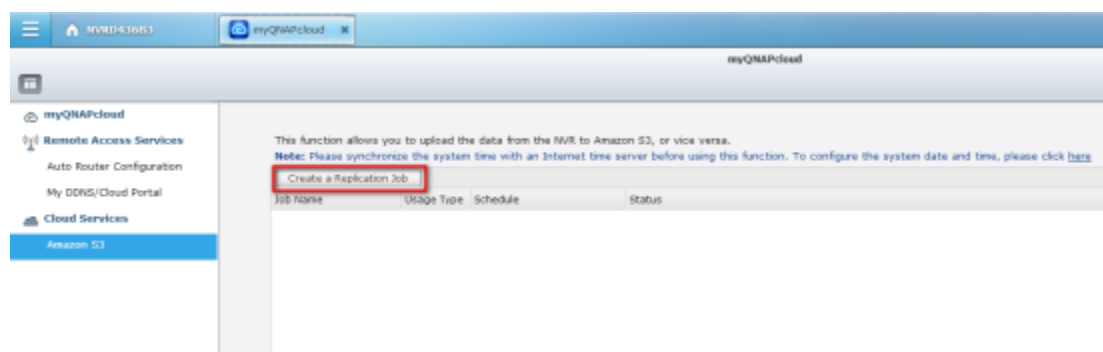 NVRD436B3
myQNAPcloud
myQNAPcloud
myQNAPcloud
Remote Access Services
Auto Router Configuration
My DDNS/Cloud Portal
Cloud Services
Amazon S3
This function allows you to upload the data from the NVR to Amazon S3, or vice versa.
Note: Please synchronize the system time with an Internet time server before using this function. To configure the system date and time, please click here
Create a Replication Job
Job Name Usage Type Schedule Status